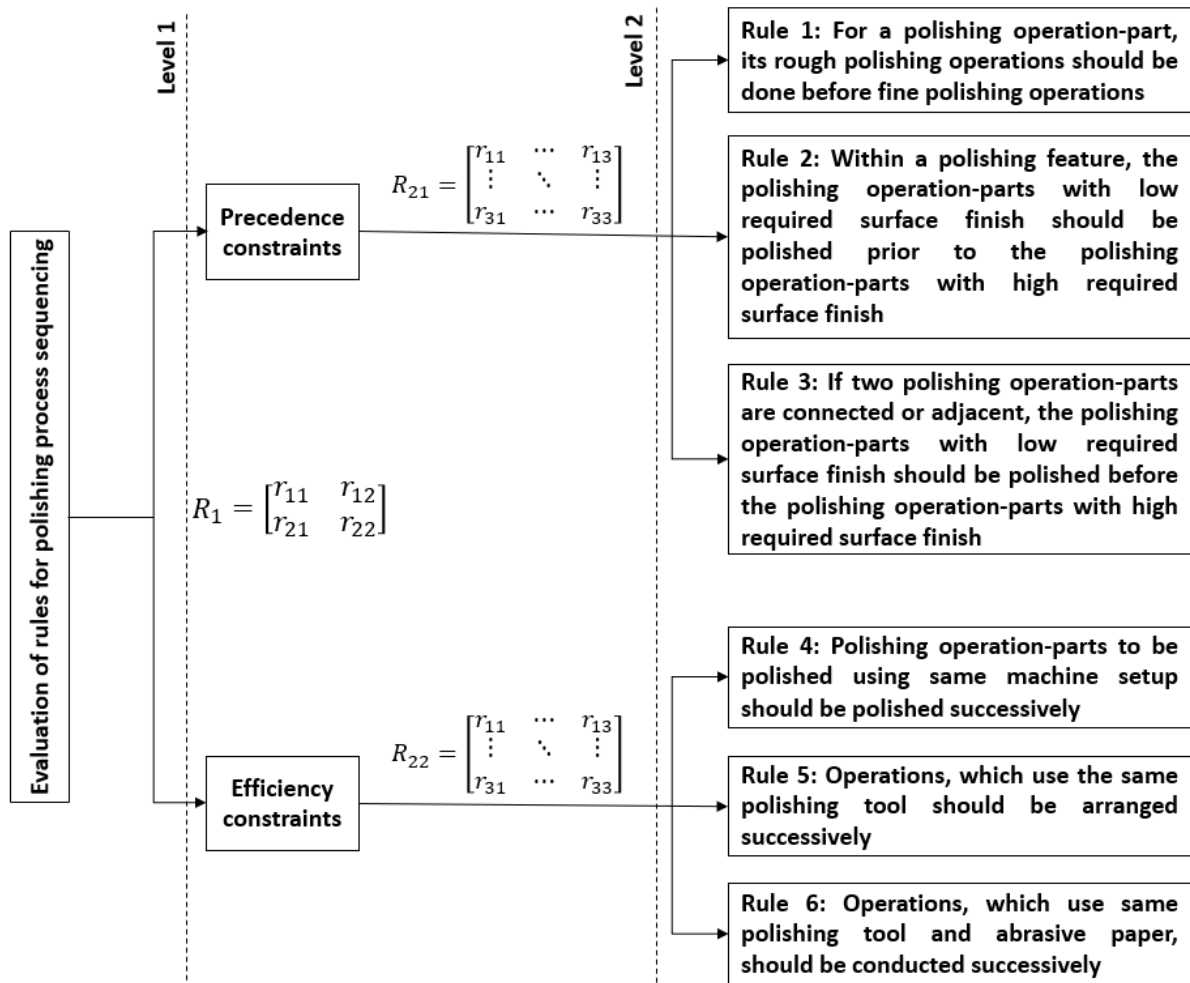 Evaluation of rules for polishing process sequencing
Level 1
Level 2
Precedence
constraints
R₂₁ = [r₁₁ ⋯ r₁₃
⋮ ⋱ ⋮
r₃₁ ⋯ r₃₃]
R₁ = [r₁₁ r₁₂
r₂₁ r₂₂]
Efficiency
constraints
R₂₂ = [r₁₁ ⋯ r₁₃
⋮ ⋱ ⋮
r₃₁ ⋯ r₃₃]
Rule 1: For a polishing operation-part,
its rough polishing operations should be
done before fine polishing operations
Rule 2: Within a polishing feature, the
polishing operation-parts with low
required surface finish should be
polished prior to the polishing
operation-parts with high required
surface finish
Rule 3: If two polishing operation-parts
are connected or adjacent, the polishing
operation-parts with low required
surface finish should be polished before
the polishing operation-parts with high
required surface finish
Rule 4: Polishing operation-parts to be
polished using same machine setup
should be polished successively
Rule 5: Operations, which use the same
polishing tool should be arranged
successively
Rule 6: Operations, which use same
polishing tool and abrasive paper,
should be conducted successively